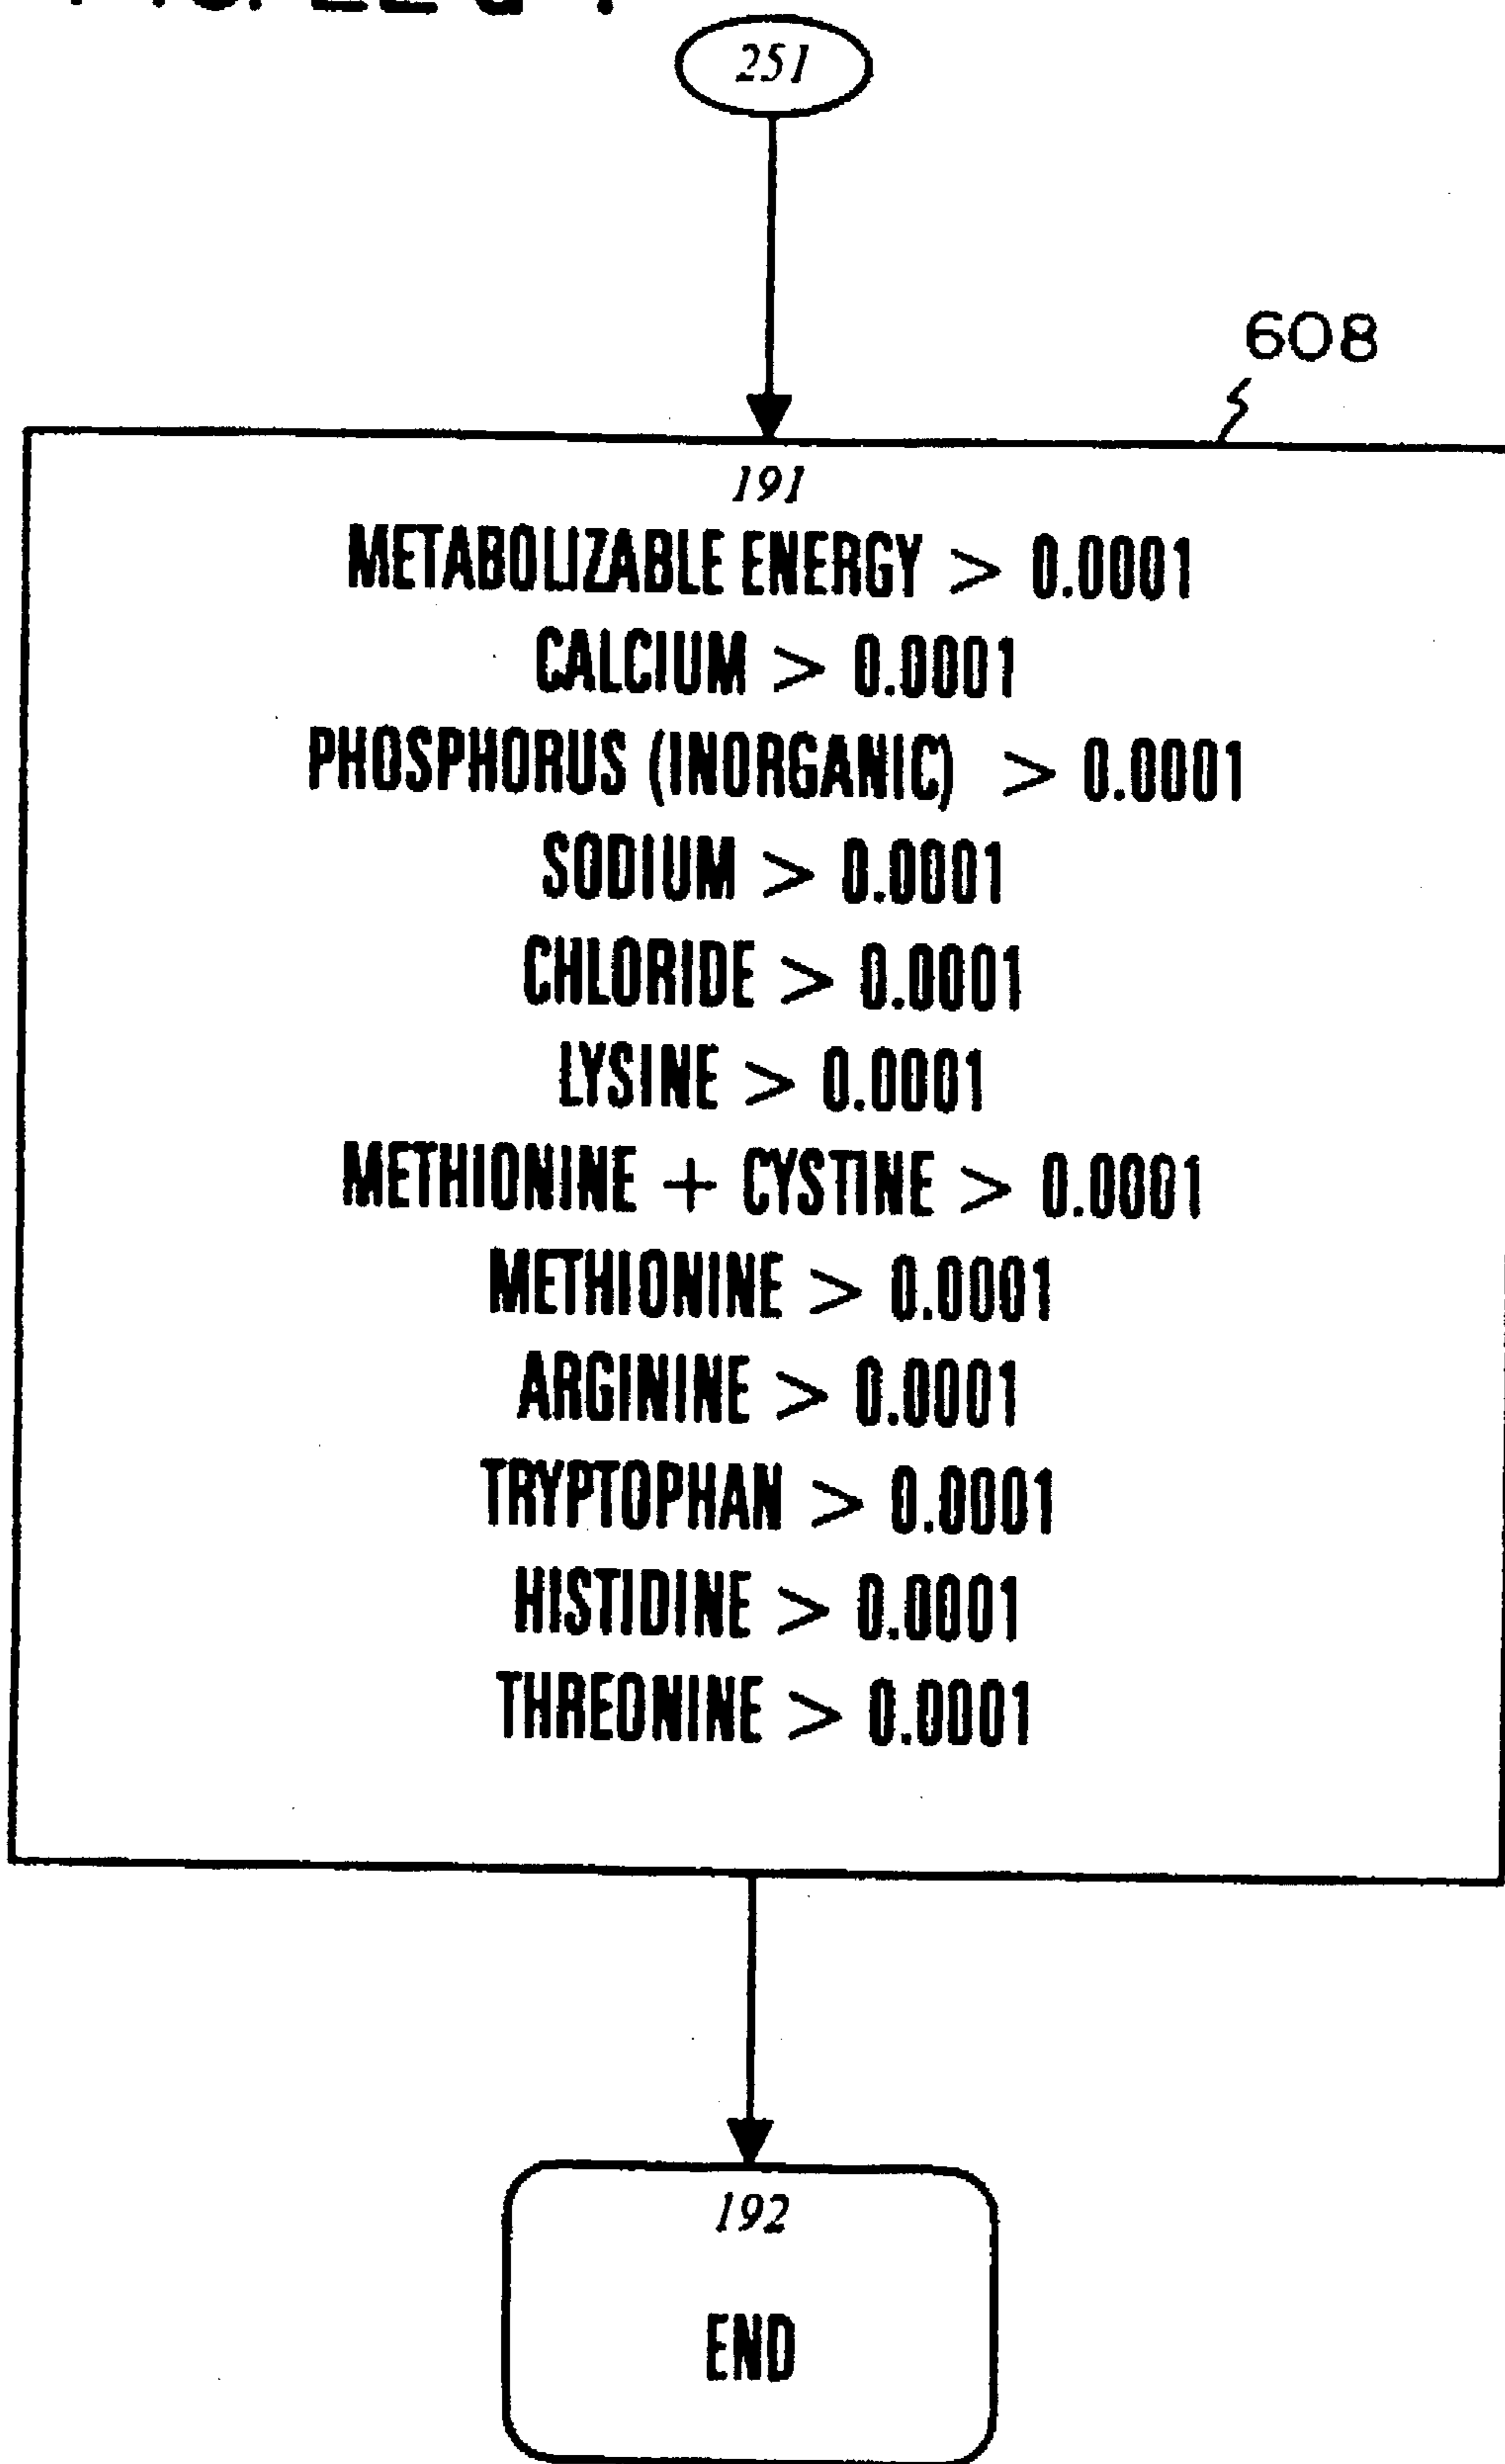 251
608
191
METABOLIZABLE ENERGY > 0.0001
CALCIUM > 0.0001
PHOSPHORUS (INORGANIC) > 0.0001
SODIUM > 0.0001
CHLORIDE > 0.0001
LYSINE > 0.0001
METHIONINE + CYSTINE > 0.0001
METHIONINE > 0.0001
ARGININE > 0.0001
TRYPTOPHAN > 0.0001
HISTIDINE > 0.0001
THREONINE > 0.0001
192
END